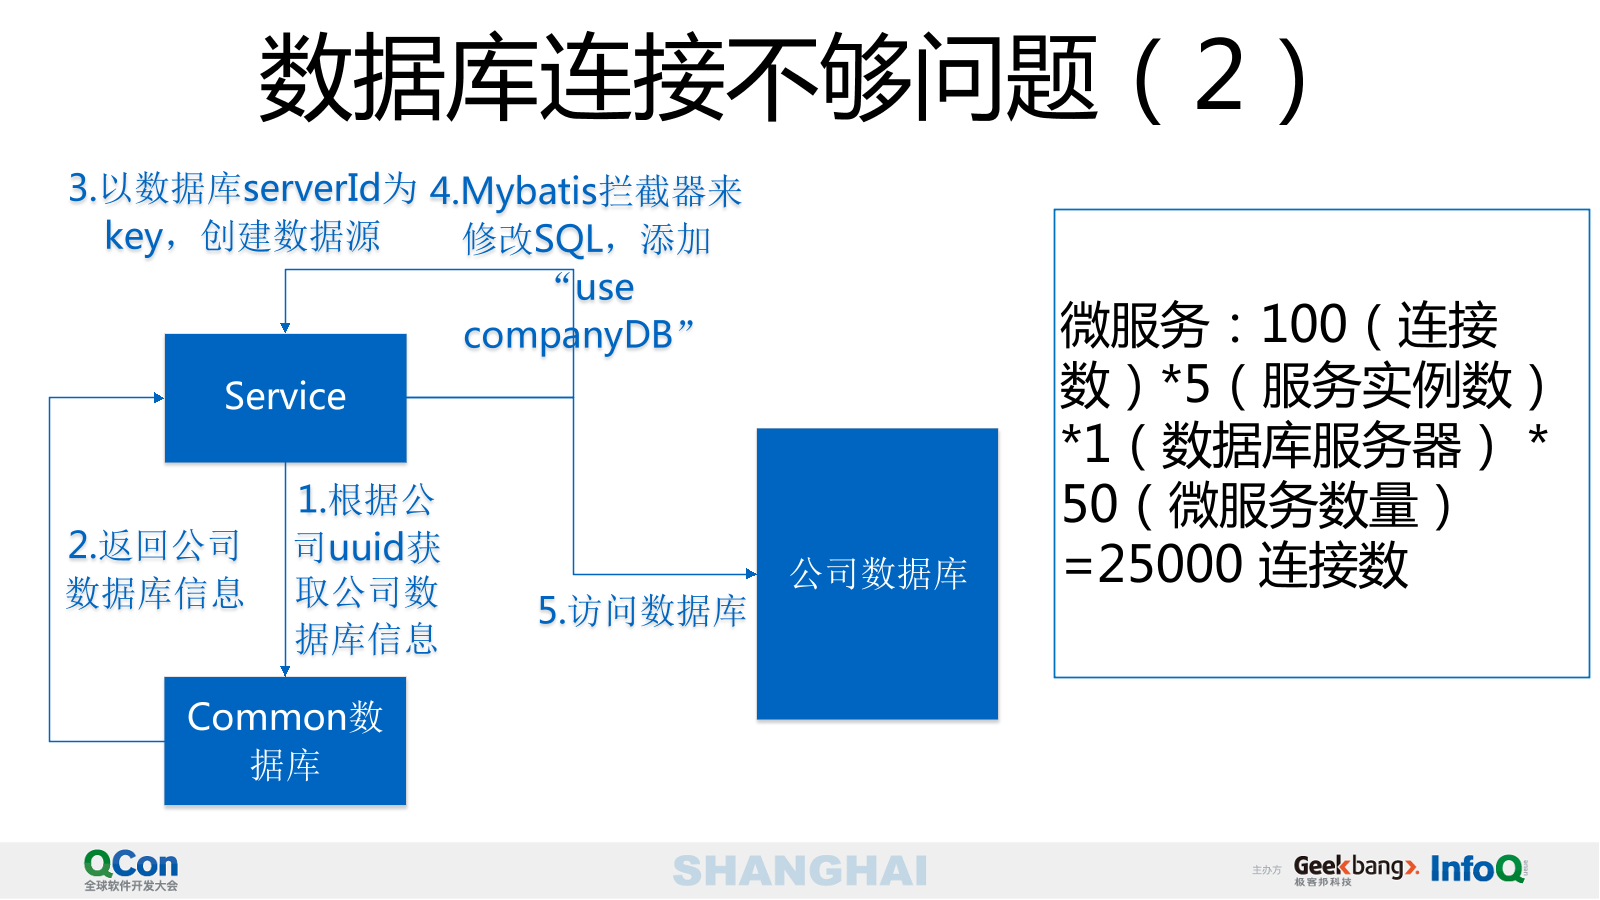 数据库连接不够问题（2）
3.以数据库serverId为
key，创建数据源
4.Mybatis拦截器来
修改SQL，添加
“use
companyDB”
Service
1.根据公
司uuid获
取公司数
据库信息
2.返回公司
数据库信息
Common数
据库
5.访问数据库
公司数据库
微服务：100（连接
数）*5（服务实例数）
*1（数据库服务器） *
50（微服务数量）
=25000 连接数
QCon
全球软件开发大会
SHANGHAI
主办方
Geekbang
极客邦科技
InfoQ